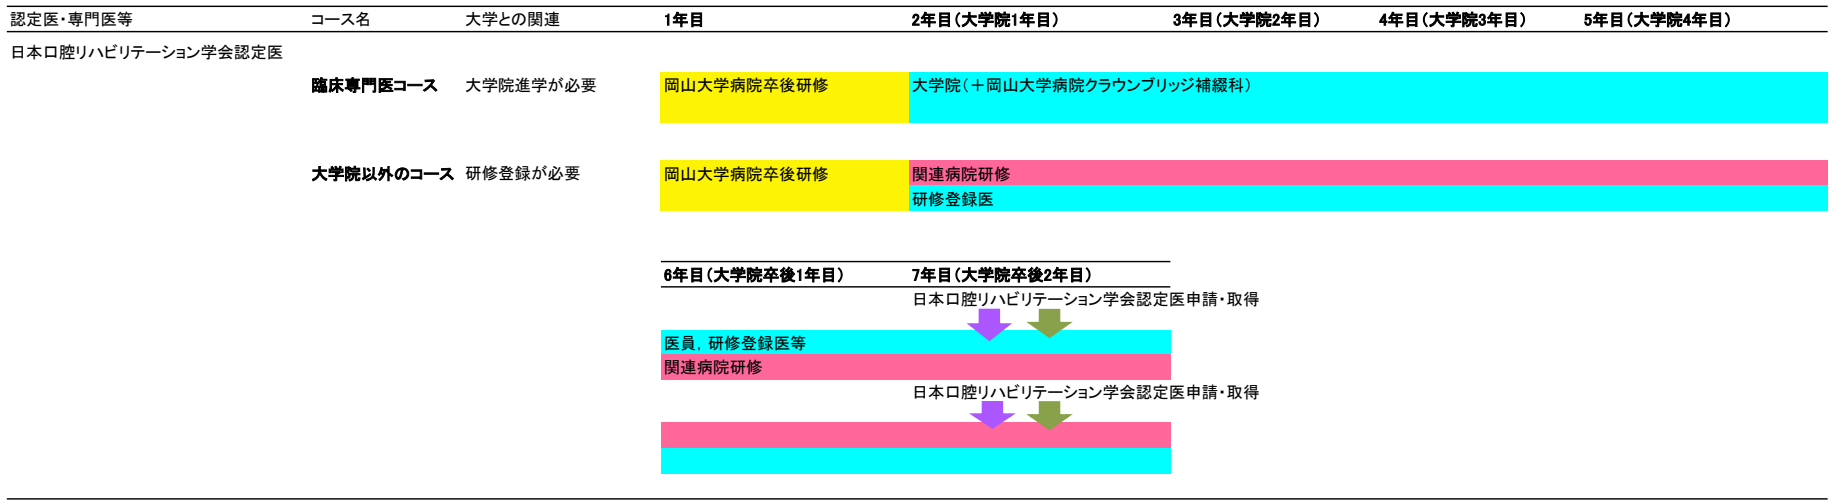 認定医・専門医等 コース名 大学との関連 1年目 2年目(大学院1年目) 3年目(大学院2年目) 4年目(大学院3年目) 5年目(大学院4年目)
日本口腔リハビリテーション学会認定医
臨床専門医コース 大学院進学が必要 岡山大学病院卒後研修 大学院(+岡山大学病院クラウンブリッジ補綴科)
大学院以外のコース 研修登録が必要 岡山大学病院卒後研修 関連病院研修
研修登録医
6年目(大学院卒後1年目) 7年目(大学院卒後2年目)
日本口腔リハビリテーション学会認定医申請・取得
医員, 研修登録医等
関連病院研修
日本口腔リハビリテーション学会認定医申請・取得